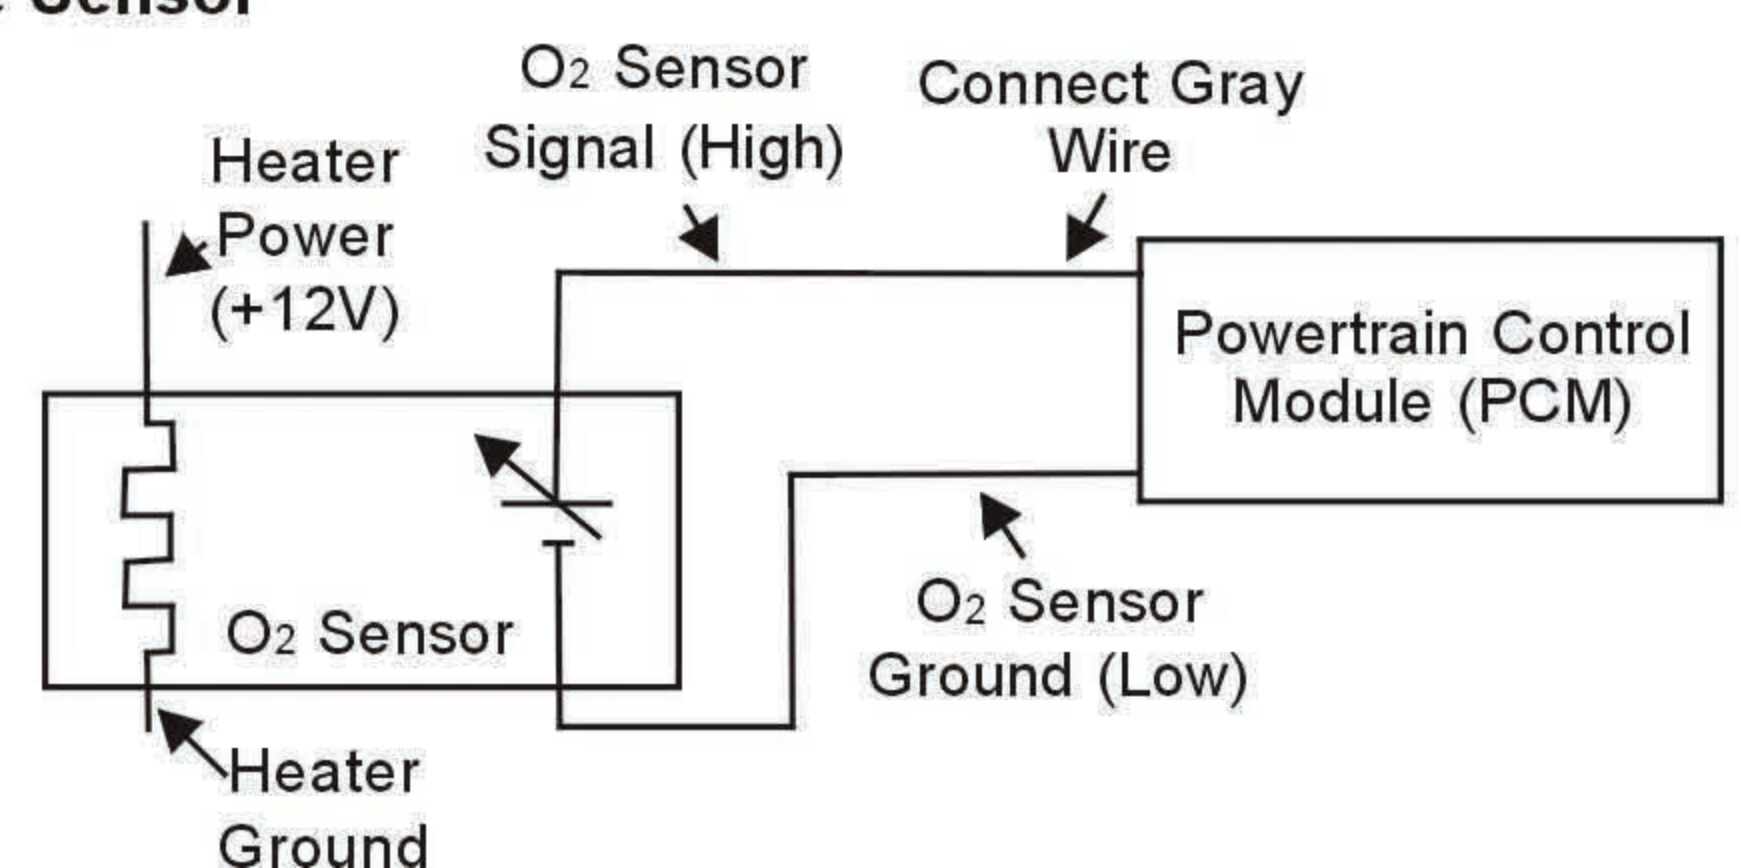 Sensor
O2 Sensor
Signal (High)
Connect Gray
Wire
Heater
Power
(+12V)
Powertrain Control
Module (PCM)
O2 Sensor
O2 Sensor
Ground (Low)
Heater
Ground